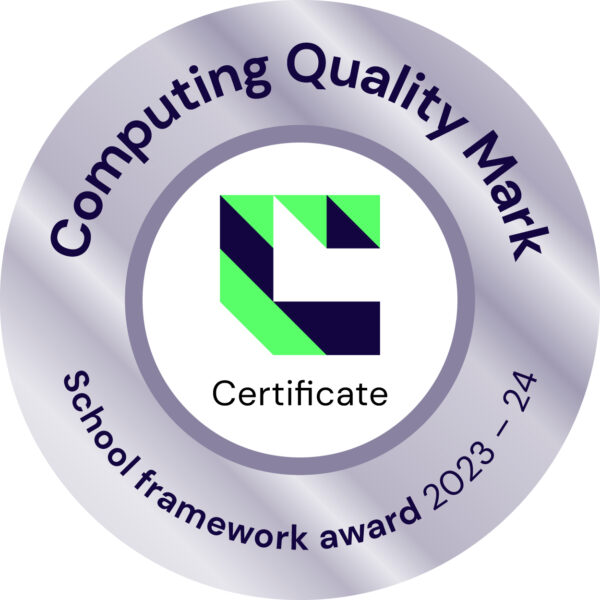 Computing Quality Mark
Certificate
School framework award 2023 – 24